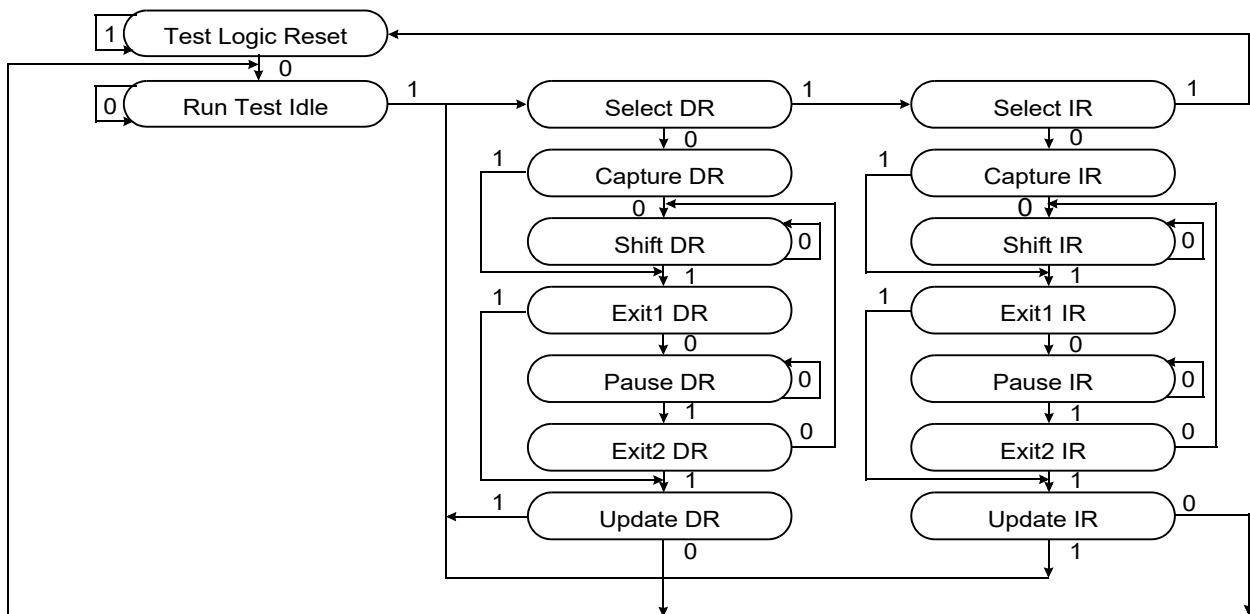 1 Test Logic Reset
0
0 Run Test Idle 1 Select DR 1 Select IR 1
0 0
1 Capture DR 1 Capture IR
0 0
Shift DR 0 Shift IR 0
1 1
1 Exit1 DR 1 Exit1 IR
0 0
Pause DR 0 Pause IR 0
1 1
Exit2 DR 0 Exit2 IR 0
1 1
1 Update DR Update IR 0
0 1